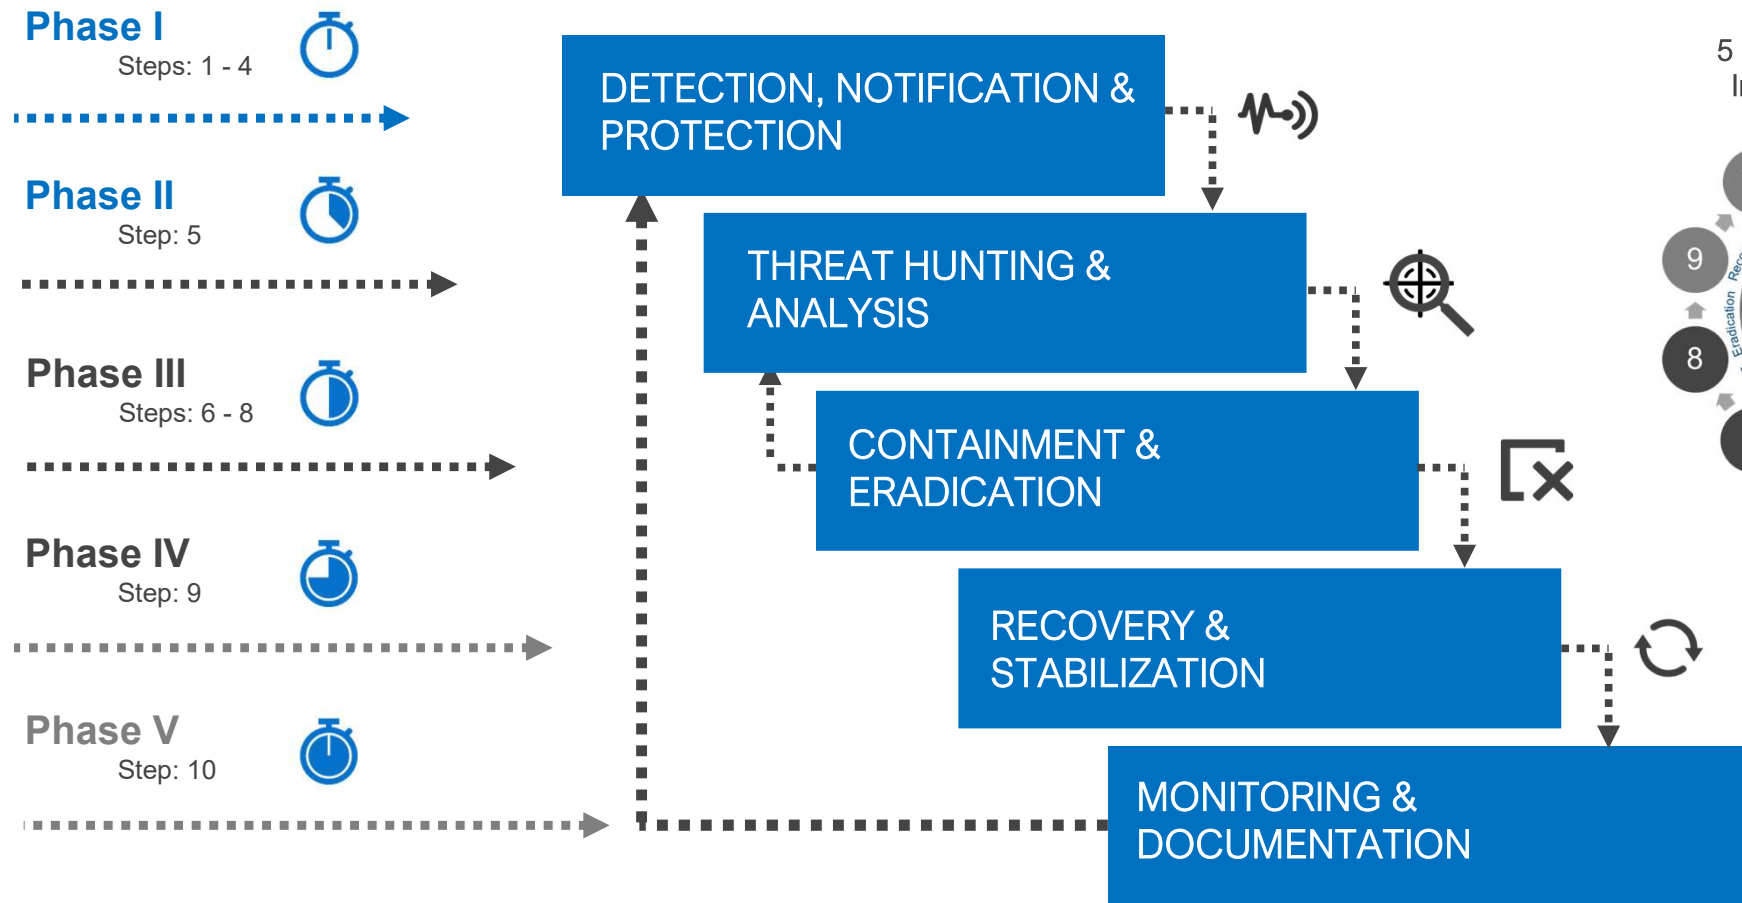 Phase I
Steps: 1 - 4
Phase II
Step: 5
Phase III
Steps: 6 - 8
Phase IV
Step: 9
Phase V
Step: 10
DETECTION, NOTIFICATION &
PROTECTION
THREAT HUNTING &
ANALYSIS
CONTAINMENT &
ERADICATION
RECOVERY &
STABILIZATION
MONITORING &
DOCUMENTATION
5
9
8
Eradication